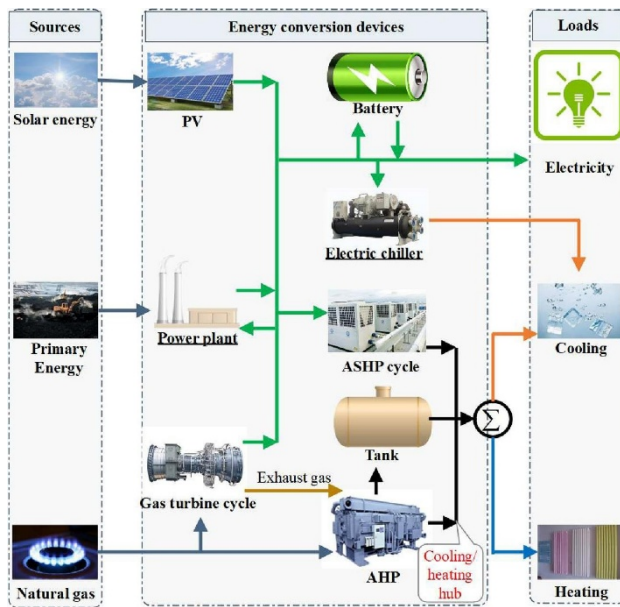 Sources
Energy conversion devices
Loads
Solar energy
PV
Battery
Electricity
Electric chiller
Primary
Energy
Power plant
ASHP cycle
Cooling
Σ
Tank
Gas turbine cycle
Exhaust gas
Natural gas
AHP
Cooling/
heating
hub
Heating